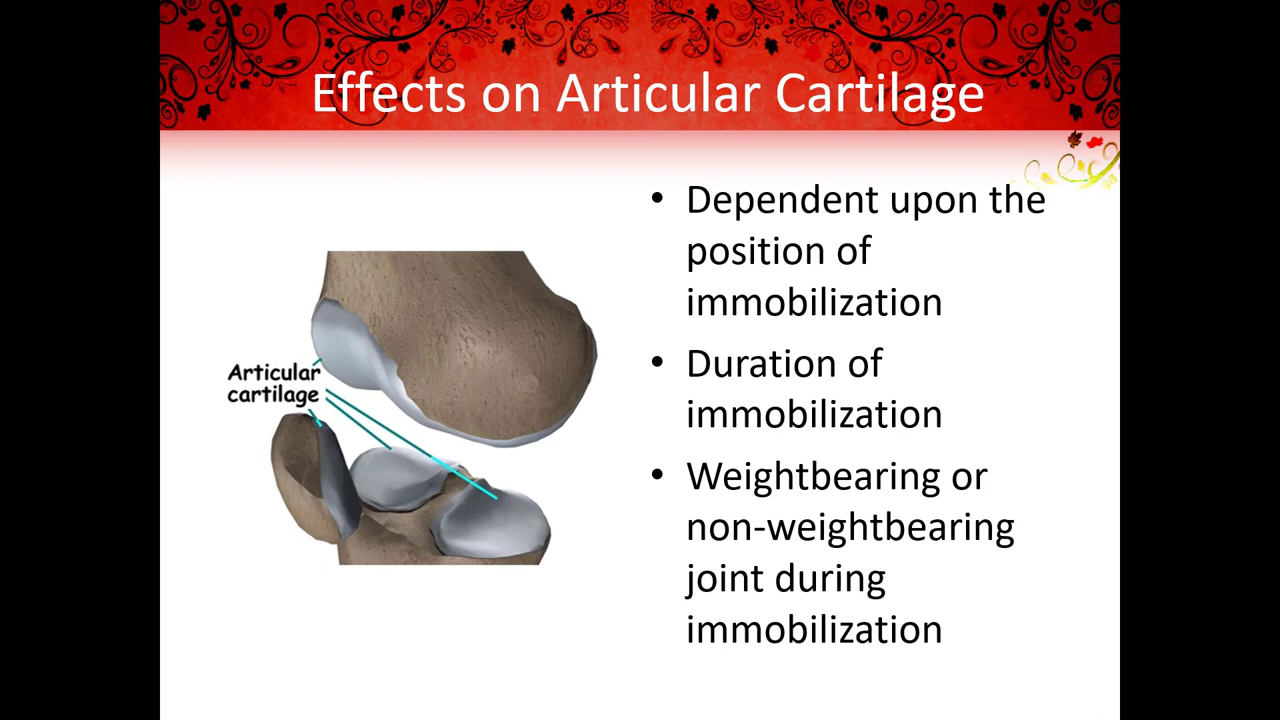 Effects on Articular Cartilage
Articular
cartilage
• Dependent upon the
position of
immobilization
• Duration of
immobilization
• Weightbearing or
non-weightbearing
joint during
immobilization